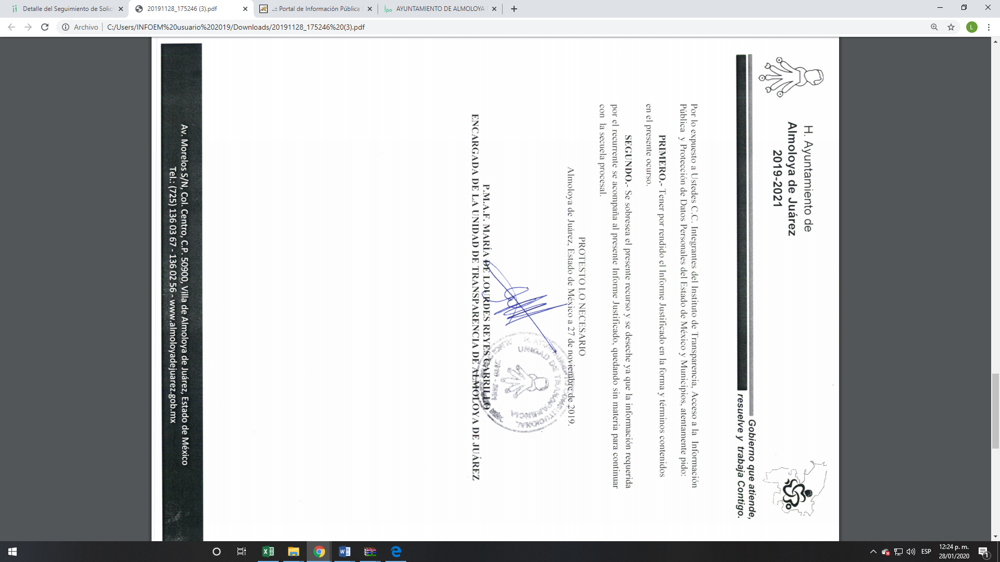 Detalle del Seguimiento de Solici
20191128_175246 (3).pdf
..:: Portal de Información Pública
ipo
AYUNTAMIENTO DE ALMOLOYA
Archivo
C:/Users/INFOEM%20usuario%202019/Downloads/20191128_175246%20(3).pdf
L
H. Ayuntamiento de
Almoloya de Juárez
2019-2021
Gobierno que atiende,
resuelve y trabaja Contigo.
Por lo expuesto a Ustedes C.C. Integrantes del Instituto de Transparencia, Acceso a la Información
Pública y Protección de Datos Personales del Estado de México y Municipios, atentamente pido:
PRIMERO.- Tener por rendido el Informe Justificado en la forma y términos contenidos
en el presente ocurso.
SEGUNDO.- Se sobresea el presente recurso y se deseche ya que la información requerida
por el recurrente se acompaña al presente Informe Justificado, quedando sin materia para continuar
con la secuela procesal.
PROTESTO LO NECESARIO
Almoloya de Juárez, Estado de México a 27 de noviembre de 2019.
P.M.A.F. MARÍA DE LOURDES REYES CARRILLO
ENCARGADA DE LA UNIDAD DE TRANSPARENCIA DE ALMOLOYA DE JUÁREZ
H. AYUNTAMIENTO CONSTITUCIONAL
UNIDAD DE TRANSPARENCIA
Av. Morelos S/N, Col. Centro, C.P. 50900, Villa de Almoloya de Juárez, Estado de México
Tel.: (725) 136 03 67 - 136 02 56 - www.almoloyadejuarez.gob.mx
ESP
12:24 p. m.
28/01/2020
1